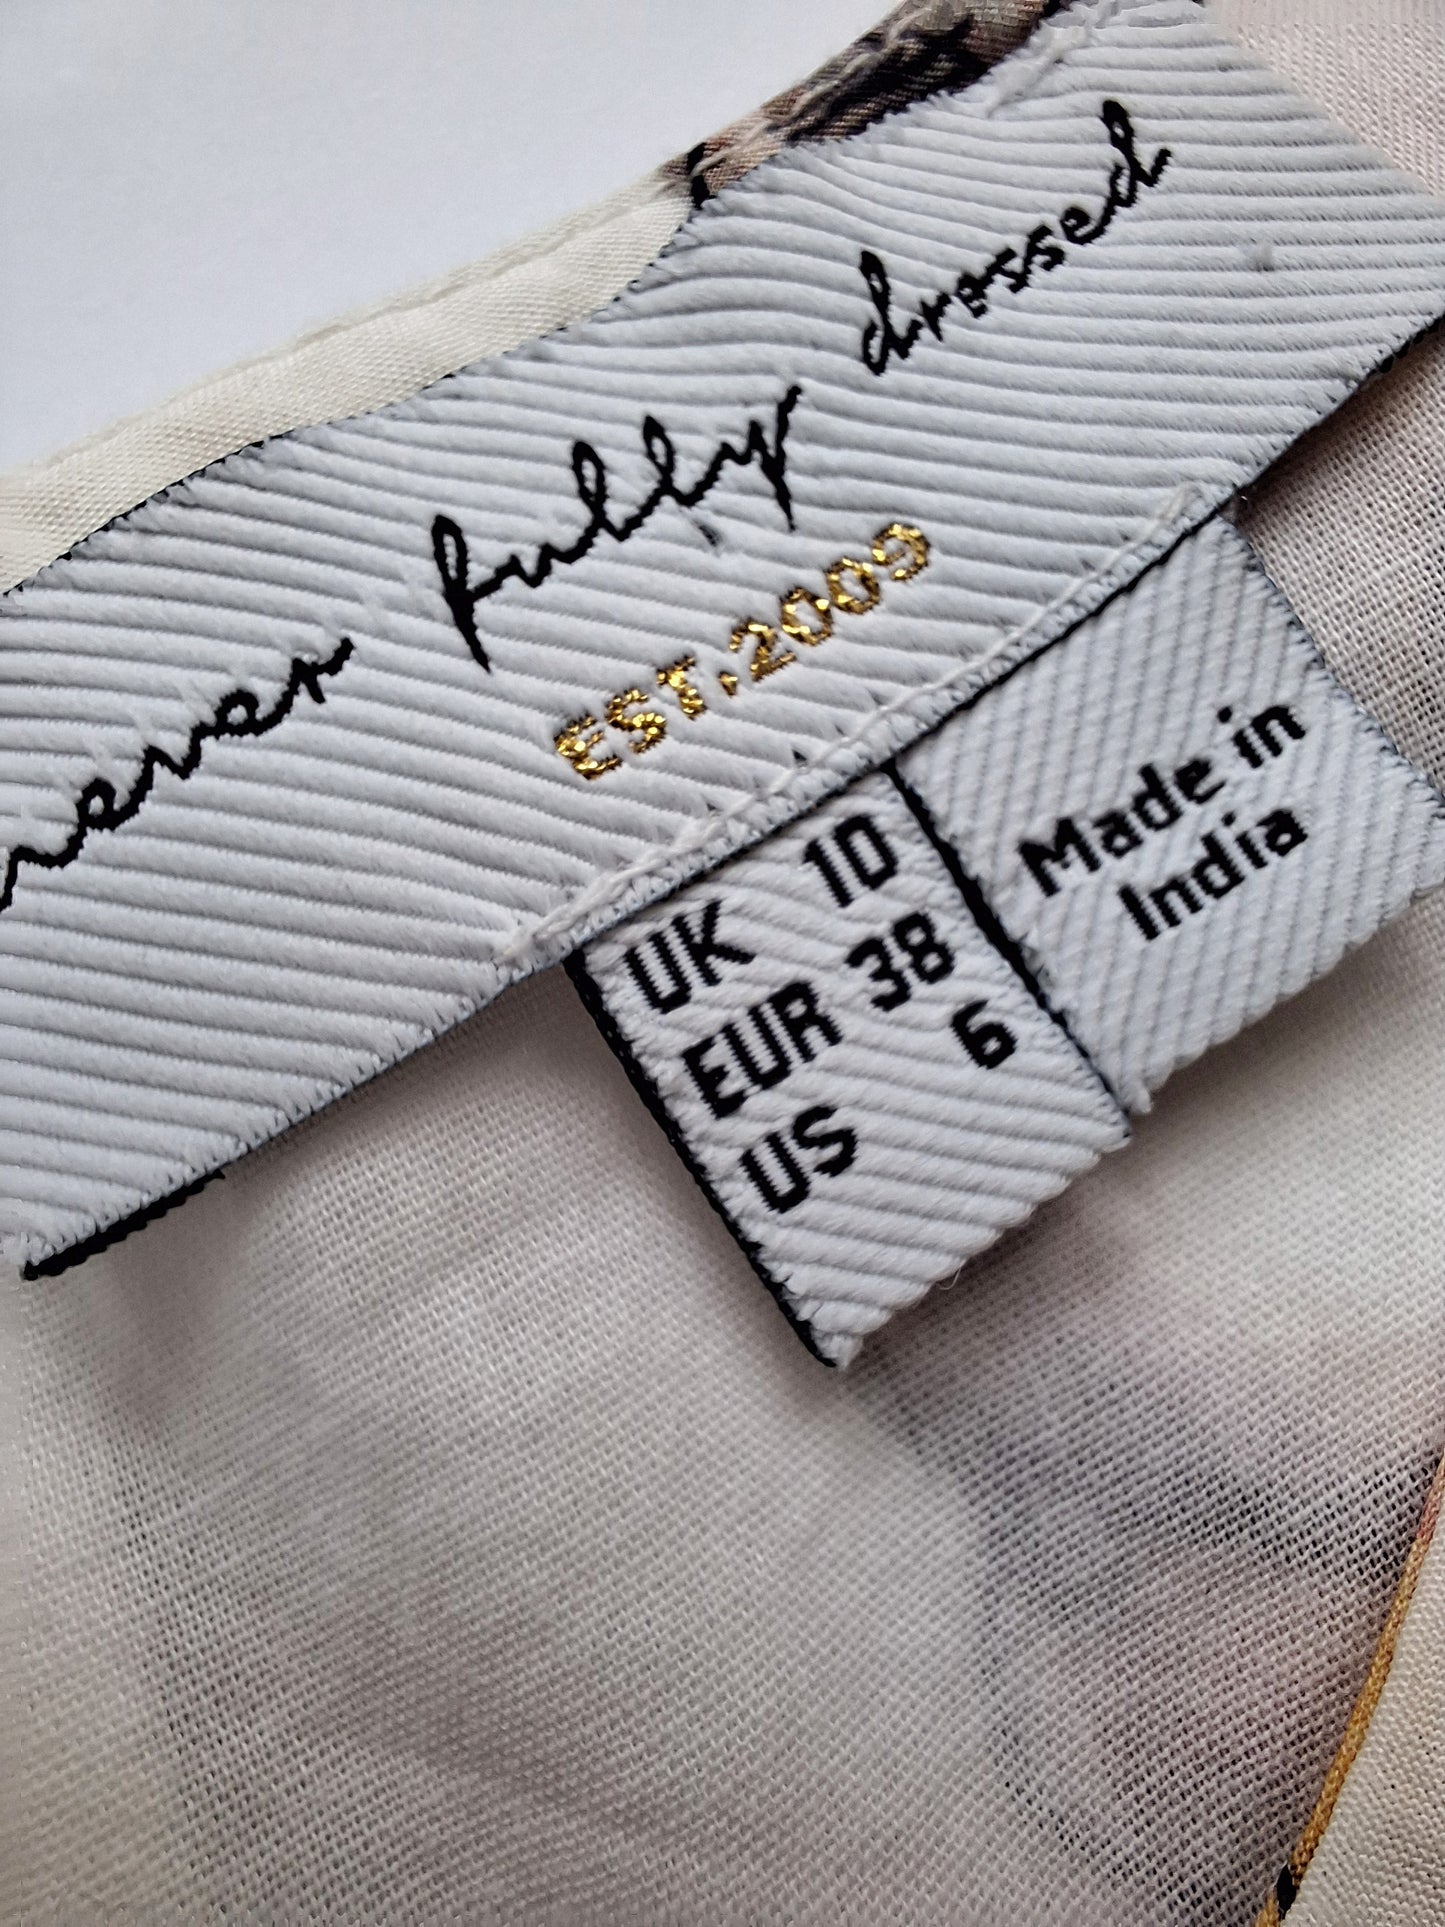 never fully dressed
EST.2009
UK 10
EUR 38
US 6
Made in
India